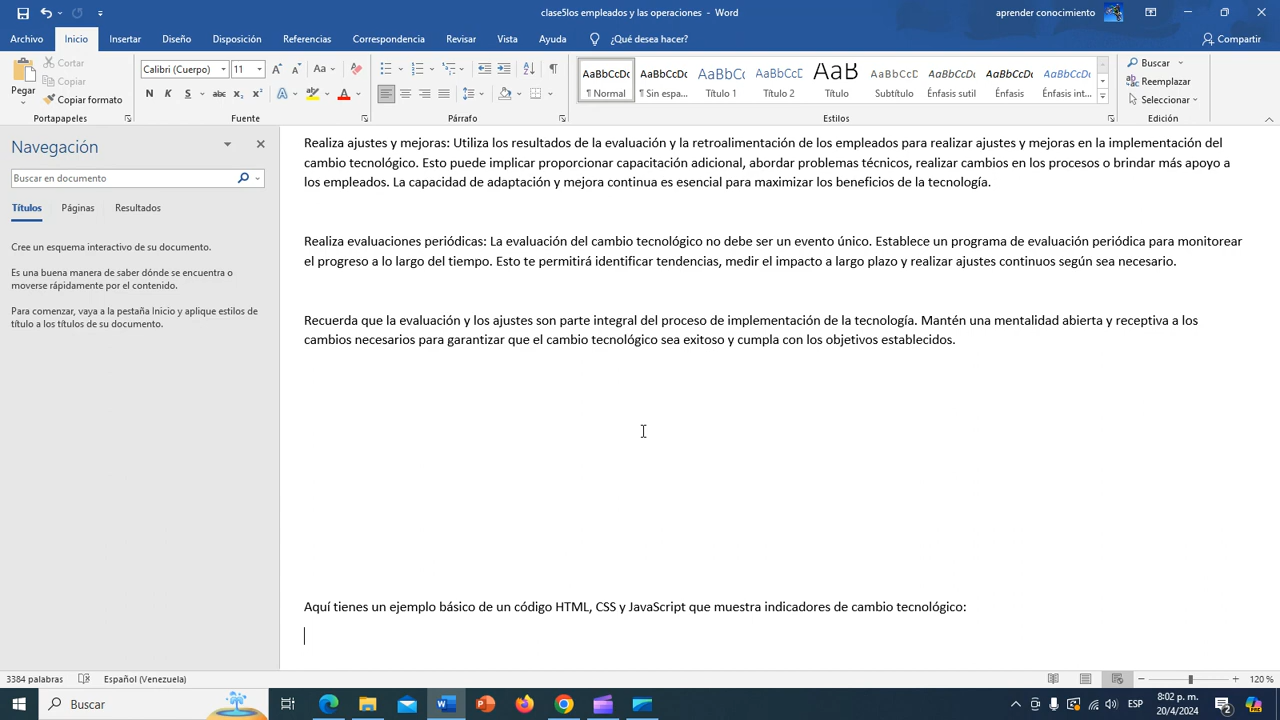 clase5los empleados y las operaciones - Word
aprender conocimiento
Archivo Inicio Insertar Diseño Disposición Referencias Correspondencia Revisar Vista Ayuda ¿Qué desea hacer? Compartir
Pegar
Cortar
Copiar
Copiar formato
Portapapeles
Calibri (Cuerpo) 11
Aa
N K S abc x₂ x² A A
Fuente
Párrafo
AaBbCcDc AaBbCcDc AaBbCc AaBbCcD AaB AaBbCcD AaBbCcDc AaBbCcDc AaBbCcDc
¶ Normal ¶ Sin espa... Título 1 Título 2 Título Subtítulo Énfasis sutil Énfasis Énfasis int...
Estilos
Buscar
Reemplazar
Seleccionar
Edición
Navegación
Buscar en documento
Títulos Páginas Resultados
Cree un esquema interactivo de su documento.
Es una buena manera de saber dónde se encuentra o
moverse rápidamente por el contenido.
Para comenzar, vaya a la pestaña Inicio y aplique estilos de
título a los títulos de su documento.
Realiza ajustes y mejoras: Utiliza los resultados de la evaluación y la retroalimentación de los empleados para realizar ajustes y mejoras en la implementación del
cambio tecnológico. Esto puede implicar proporcionar capacitación adicional, abordar problemas técnicos, realizar cambios en los procesos o brindar más apoyo a
los empleados. La capacidad de adaptación y mejora continua es esencial para maximizar los beneficios de la tecnología.
Realiza evaluaciones periódicas: La evaluación del cambio tecnológico no debe ser un evento único. Establece un programa de evaluación periódica para monitorear
el progreso a lo largo del tiempo. Esto te permitirá identificar tendencias, medir el impacto a largo plazo y realizar ajustes continuos según sea necesario.
Recuerda que la evaluación y los ajustes son parte integral del proceso de implementación de la tecnología. Mantén una mentalidad abierta y receptiva a los
cambios necesarios para garantizar que el cambio tecnológico sea exitoso y cumpla con los objetivos establecidos.
Aquí tienes un ejemplo básico de un código HTML, CSS y JavaScript que muestra indicadores de cambio tecnológico:
3384 palabras Español (Venezuela) 120 %
Buscar
ESP
8:02 p. m.
20/4/2024